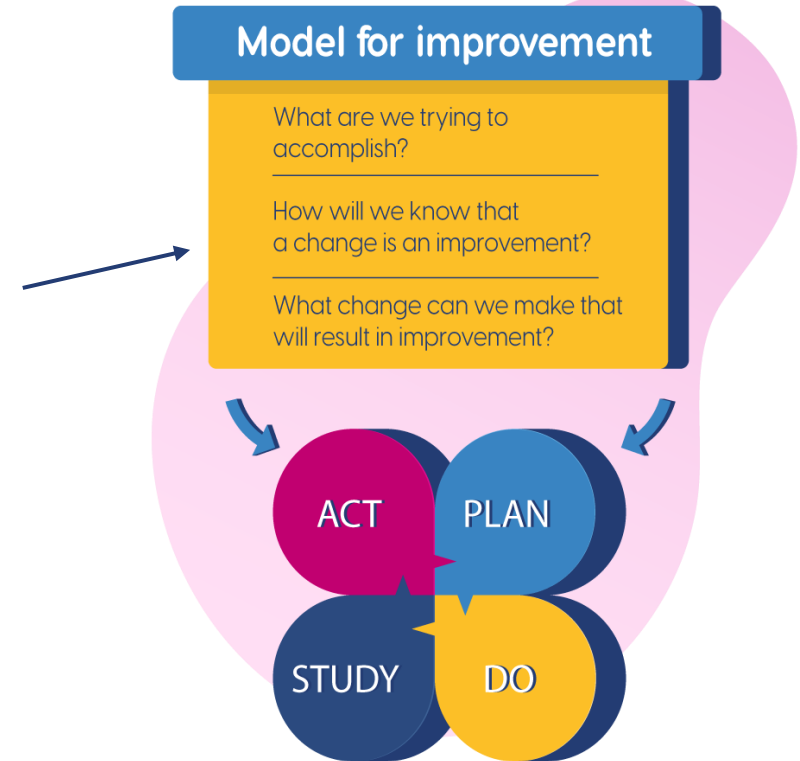 Model for improvement
What are we trying to
accomplish?
How will we know that
a change is an improvement?
What change can we make that
will result in improvement?
ACT
PLAN
STUDY
DO